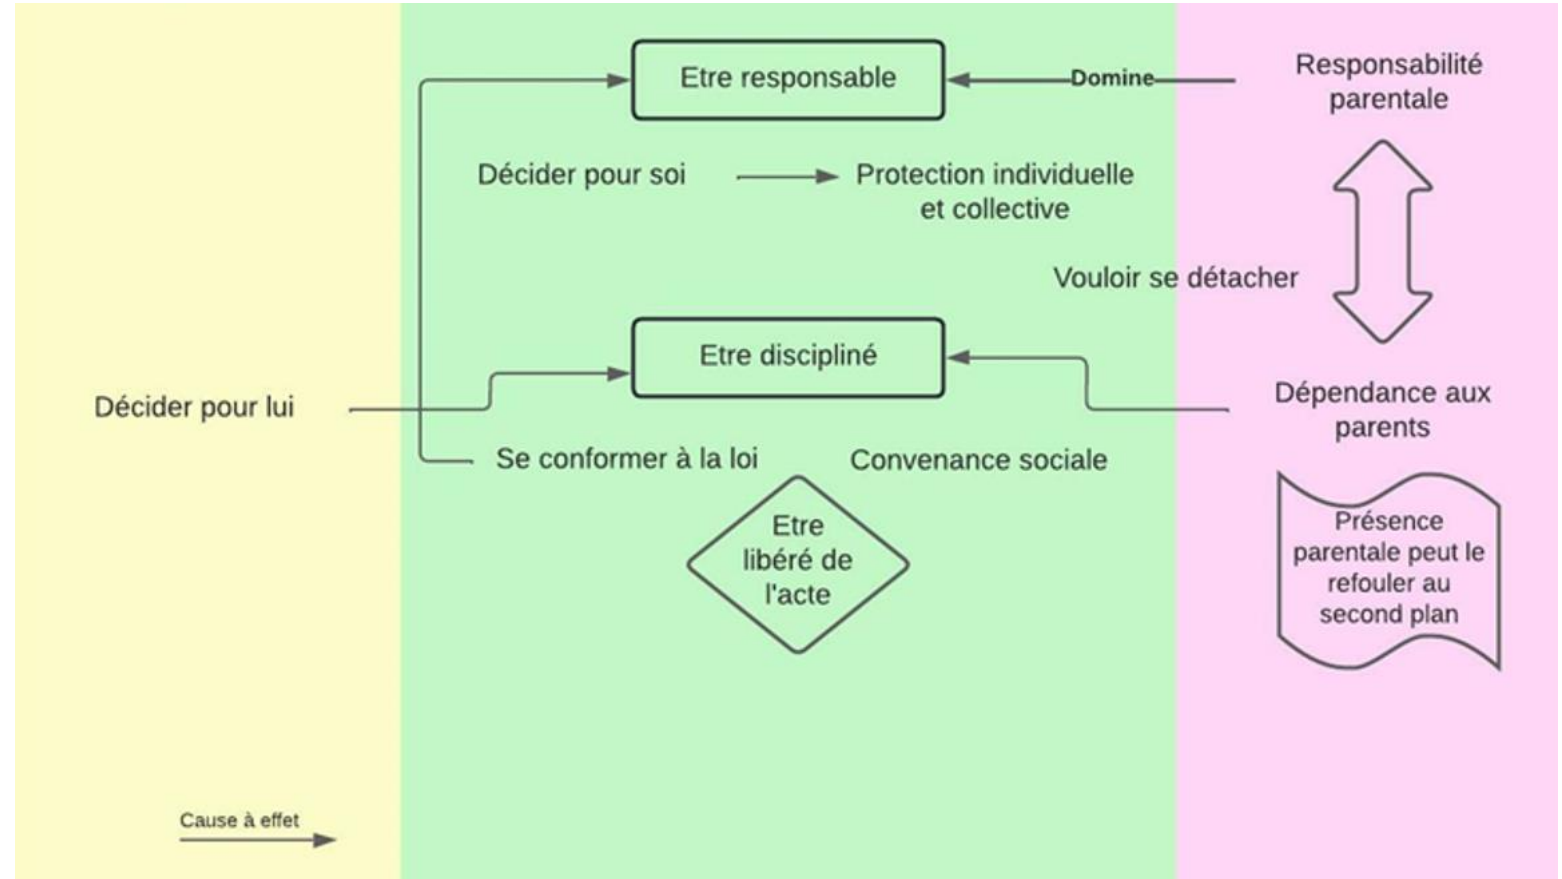 Etre responsable
Domine
Responsabilité
parentale
Décider pour soi
Protection individuelle
et collective
Vouloir se détacher
Etre discipliné
Décider pour lui
Dépendance aux
parents
Se conformer à la loi
Convenance sociale
Etre
libéré de
l'acte
Présence
parentale peut le
refouler au
second plan
Cause à effet